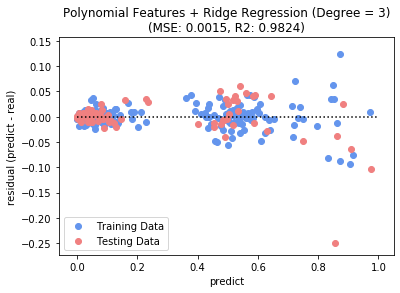 Polynomial Features + Ridge Regression (Degree = 3)
(MSE: 0.0015, R2: 0.9824)
0.15
0.10
0.05
0.00
−0.05
−0.10
−0.15
−0.20
−0.25
residual (predict - real)
Training Data
Testing Data
0.0 0.2 0.4 0.6 0.8 1.0
predict